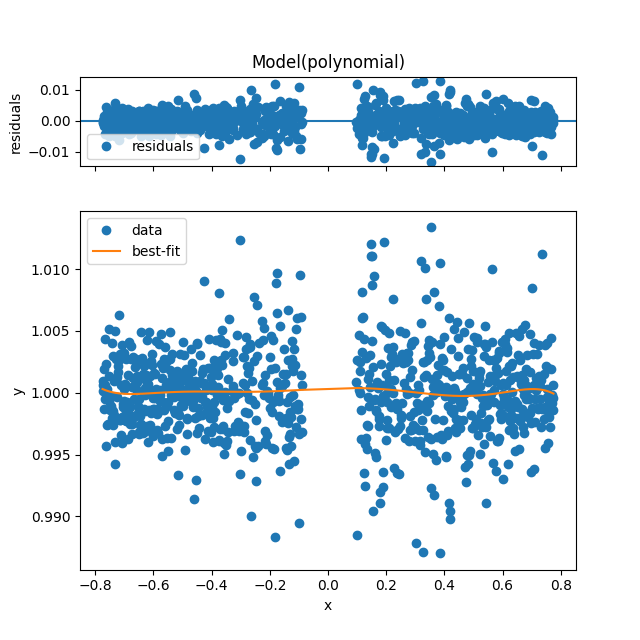 Model(polynomial)
0.01
0.00
−0.01
residuals
residuals
data
best-fit
1.010
1.005
1.000
0.995
0.990
y
−0.8 −0.6 −0.4 −0.2 0.0 0.2 0.4 0.6 0.8
x